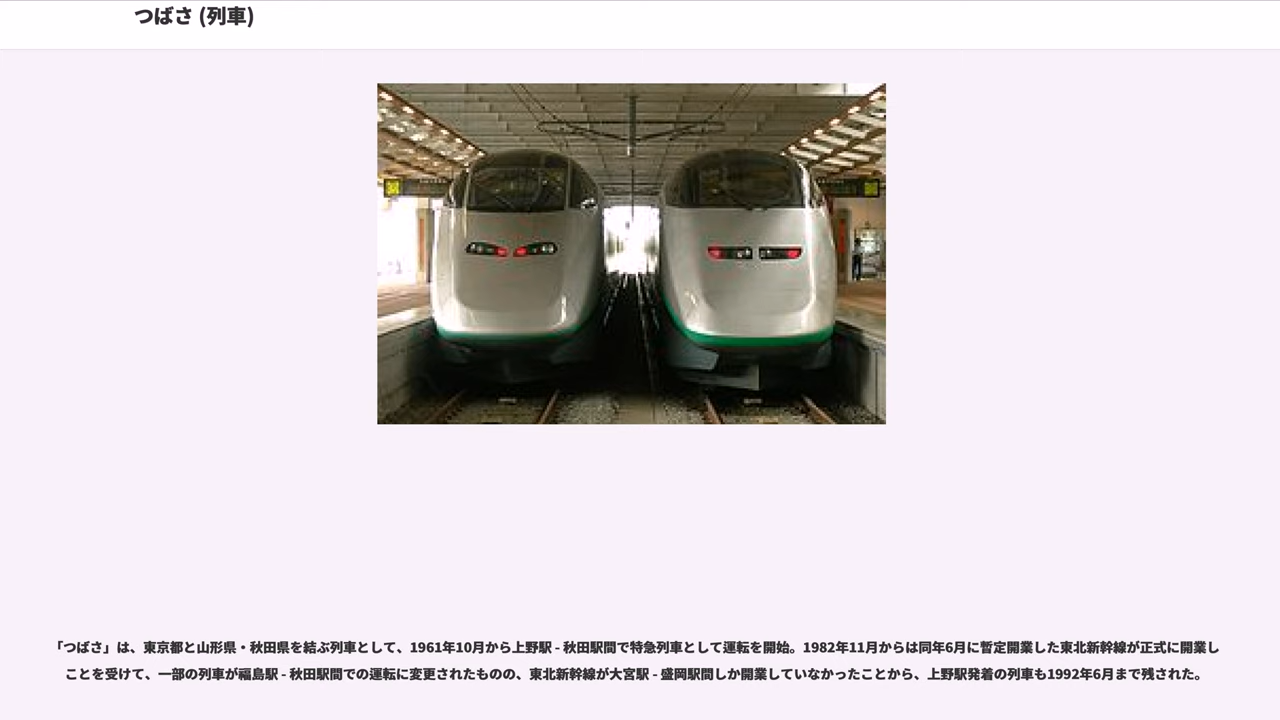 つばさ (列車)
「つばさ」は、東京都と山形県・秋田県を結ぶ列車として、1961年10月から上野駅 - 秋田駅間で特急列車として運転を開始。1982年11月からは同年6月に暫定開業した東北新幹線が正式に開業し
ことを受けて、一部の列車が福島駅 - 秋田駅間での運転に変更されたものの、東北新幹線が大宮駅 - 盛岡駅間しか開業していなかったことから、上野駅発着の列車も1992年6月まで残された。